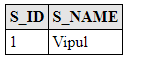 S_ID S_NAME
1 Vipul